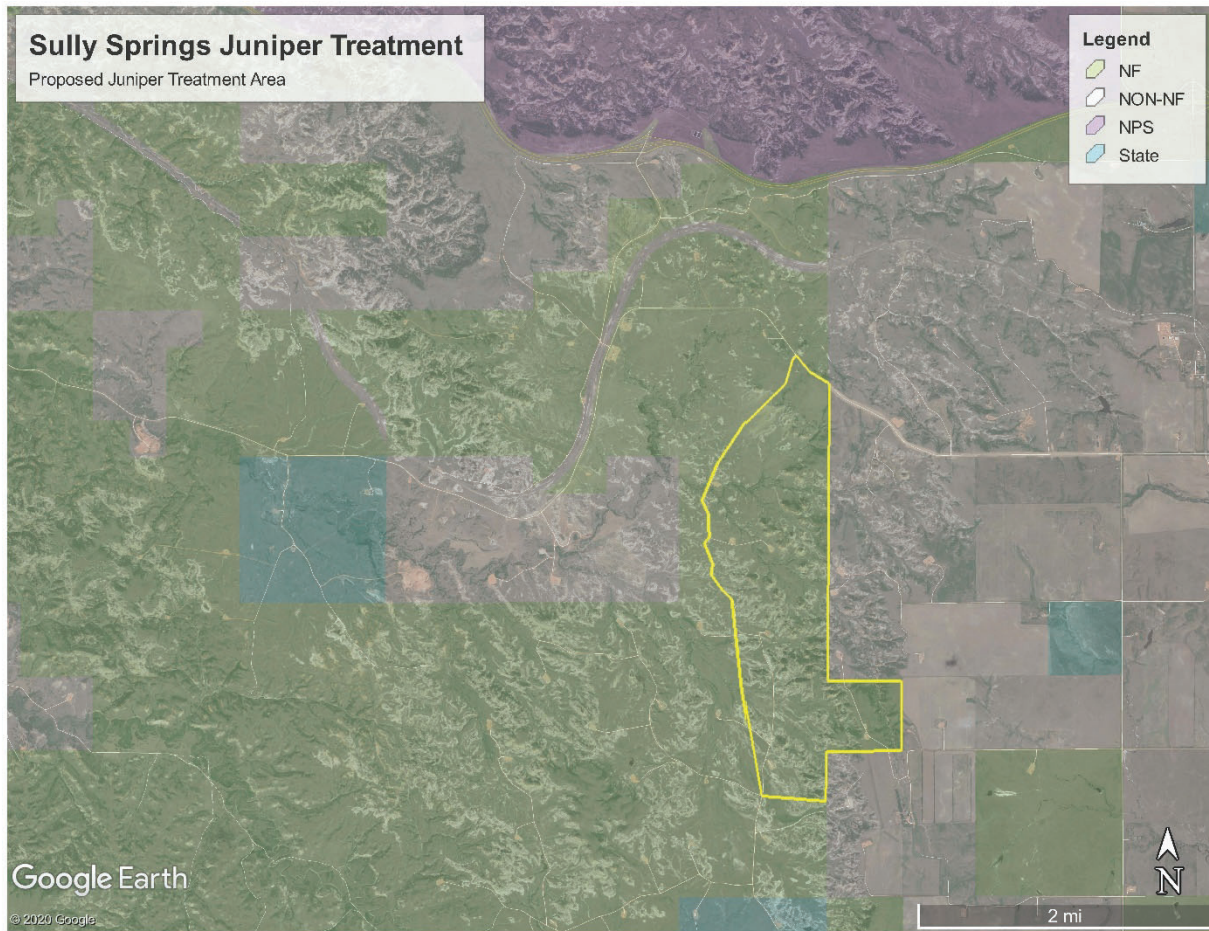 Sully Springs Juniper Treatment
Proposed Juniper Treatment Area
Legend
NF
NON-NF
NPS
State
Google Earth
© 2020 Google
N
2 mi